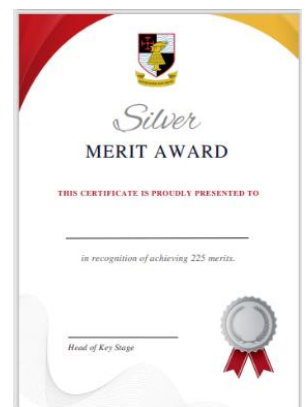 Silver
MERIT AWARD
THIS CERTIFICATE IS PROUDLY PRESENTED TO
in recognition of achieving 225 merits.
Head of Key Stage